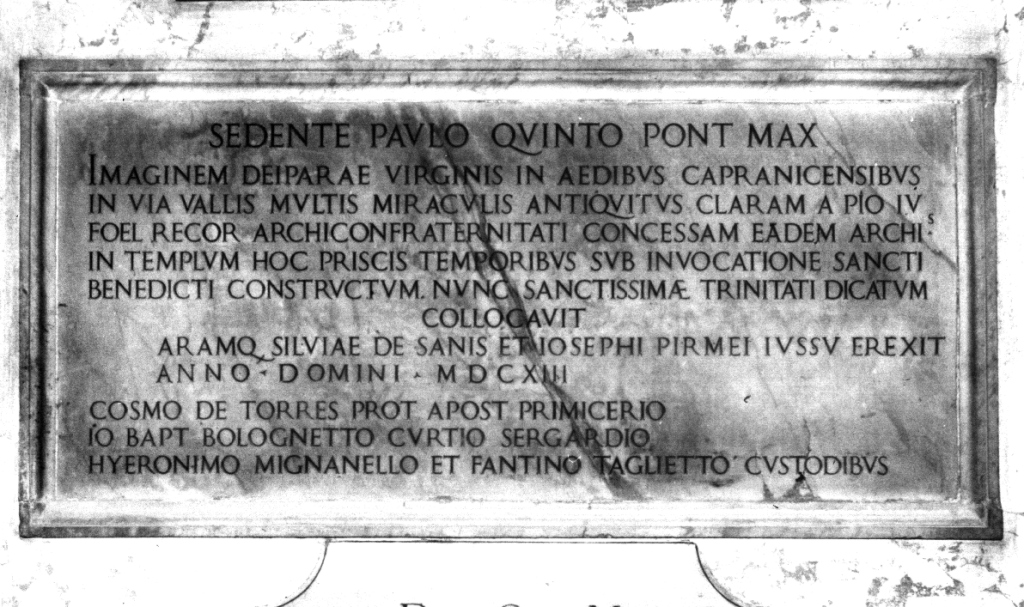 SEDENTE PAVLO QVINTO PONT MAX
IMAGINEM DEIPARAE VIRGINIS IN AEDIBVS CAPRANICENSIBVS
IN VIA VALLIS MVLTIS MIRACVLIS ANTIQVITVS CLARAM A PIO IV
FOEL RECOR ARCHICONFRATERNITATI CONCESSAM EADEM ARCHI·S
IN TEMPLVM HOC PRISCIS TEMPORIBVS SVB INVOCATIONE SANCTI
BENEDICTI CONSTRVCTVM. NVNC SANCTISSIMÆ TRINITATI DICATVM
COLLOCAVIT
ARAMQ SILVIAE DE SANIS ET IOSEPHI PIRMEI IVSSV EREXIT
ANNO · DOMINI · MDCXIII
COSMO DE TORRES PROT APOST PRIMICERIO
IO BAPT BOLOGNETTO CVRTIO SERGARDIO
HYERONIMO MIGNANELLO ET FANTINO TAGLIETTO CVSTODIBVS